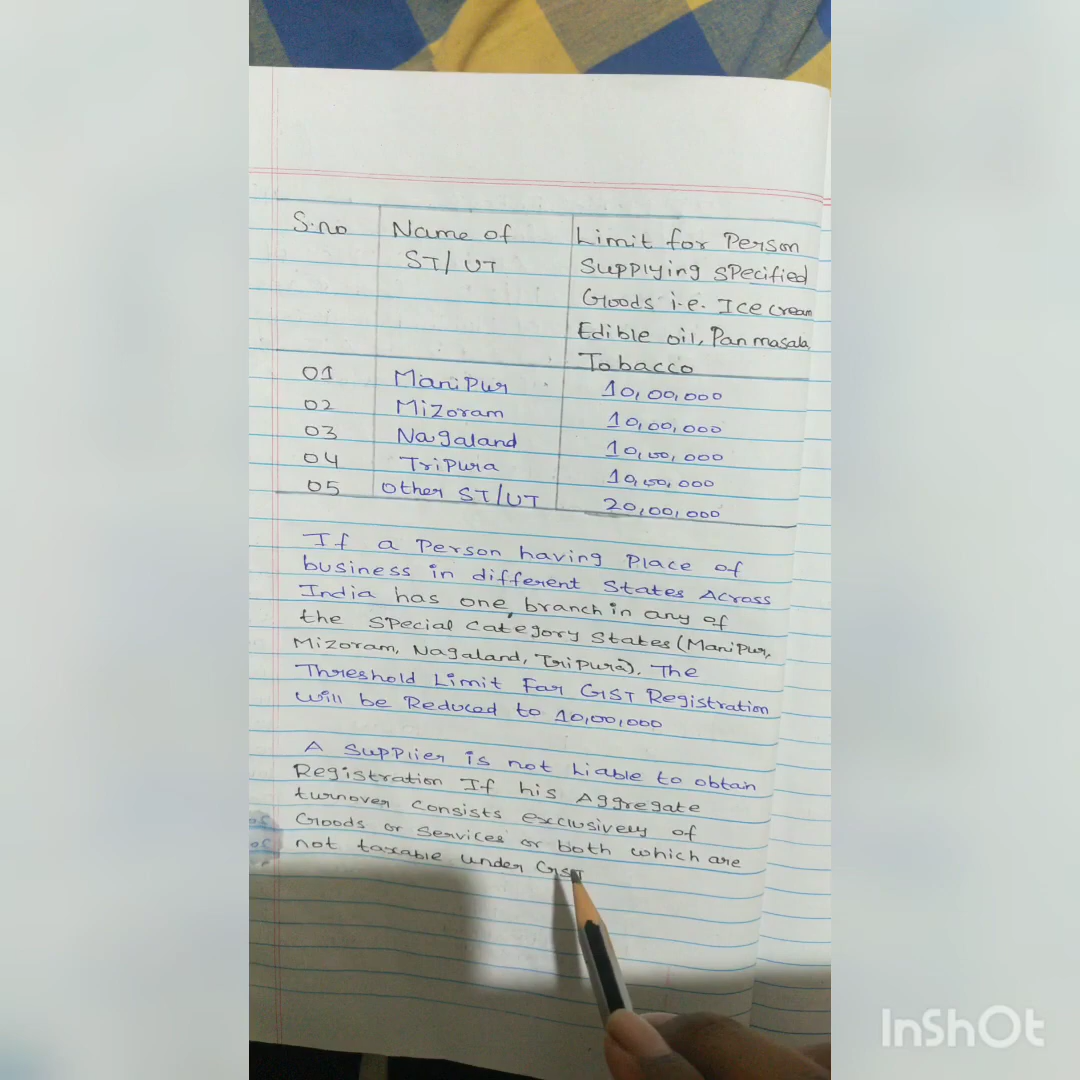 S.no Name of ST/UT Limit for Person
Supplying Specified
Goods i.e. Ice cream
Edible oil, Pan masala
Tobacco
01 Manipur 10,00,000
02 Mizoram 10,00,000
03 Nagaland 10,00,000
04 Tripura 10,00,000
05 Other ST/UT 20,00,000
If a Person having Place of
business in different States Across
India has one, branch in any of
the Special Category States (Manipur,
Mizoram, Nagaland, Tripura), The
Threshold Limit For GST Registration
will be Reduced to 10,00,000
A Supplier is not Liable to obtain
Registration If his Aggregate
turnover consists exclusively of
Goods or Services or both which are
not taxable under GST
InShOt